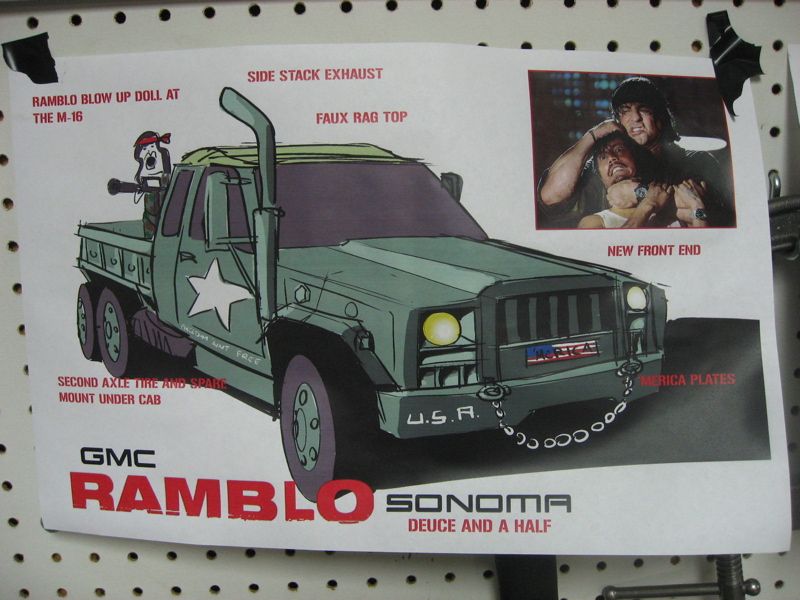 SIDE STACK EXHAUST
RAMBLO BLOW UP DOLL AT
THE M-16
FAUX RAG TOP
NEW FRONT END
MERICA
'MERICA PLATES
SECOND AXLE TIRE AND SPARE
MOUNT UNDER CAB
U.S.A.
GMC
RAMBLO SONOMA
DEUCE AND A HALF